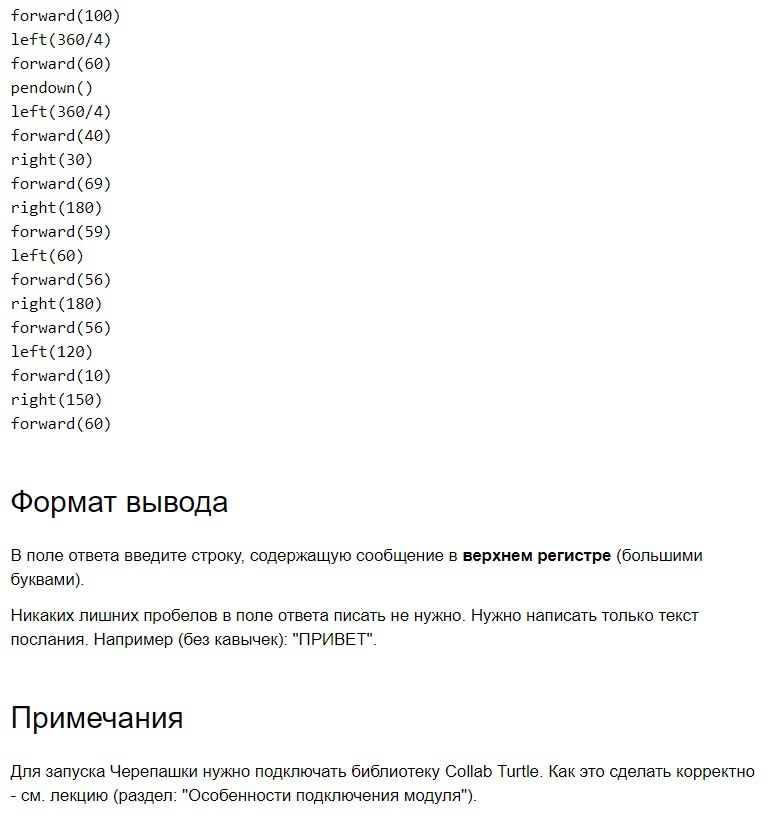 forward(100)
left(360/4)
forward(60)
pendown()
left(360/4)
forward(40)
right(30)
forward(69)
right(180)
forward(59)
left(60)
forward(56)
right(180)
forward(56)
left(120)
forward(10)
right(150)
forward(60)
Формат вывода
В поле ответа введите строку, содержащую сообщение в верхнем регистре (большими
буквами).
Никаких лишних пробелов в поле ответа писать не нужно. Нужно написать только текст
послания. Например (без кавычек): "ПРИВЕТ".
Примечания
Для запуска Черепашки нужно подключать библиотеку Collab Turtle. Как это сделать корректно
- см. лекцию (раздел: "Особенности подключения модуля").